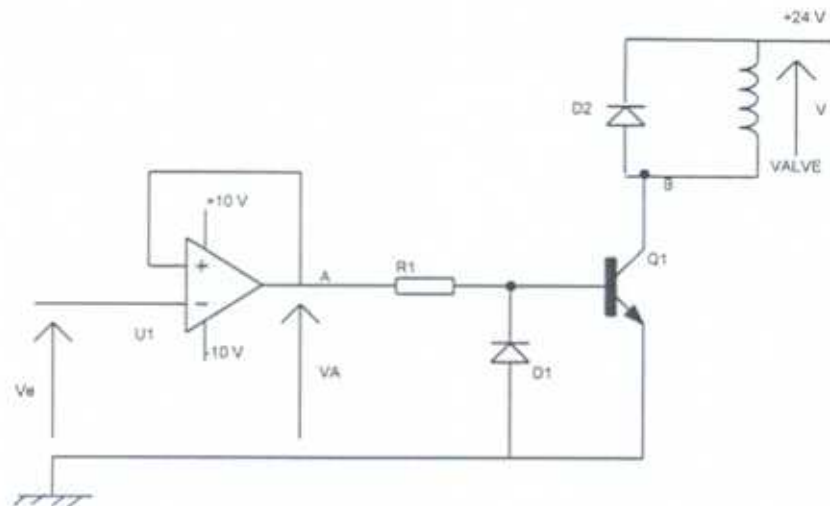 +24 V
D2
V
VALVE
B
+10 V
Q1
+
A
R1
-
U1
-10 V
VA
D1
Ve